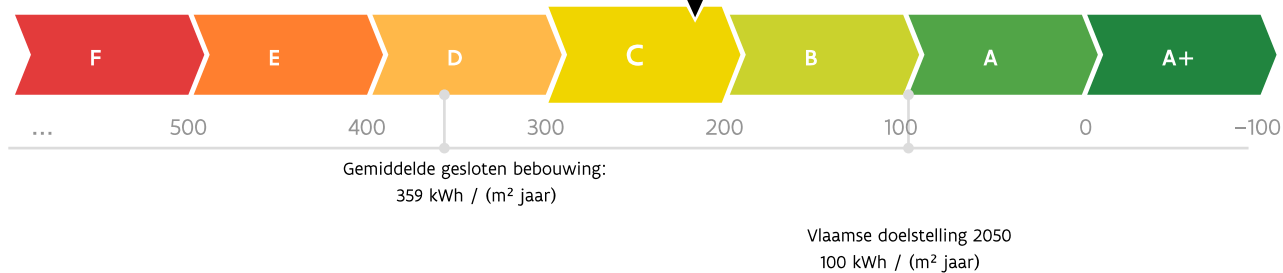 F E D C B A A+
... 500 400 300 200 100 0 −100
Gemiddelde gesloten bebouwing:
359 kWh / (m² jaar)
Vlaamse doelstelling 2050
100 kWh / (m² jaar)